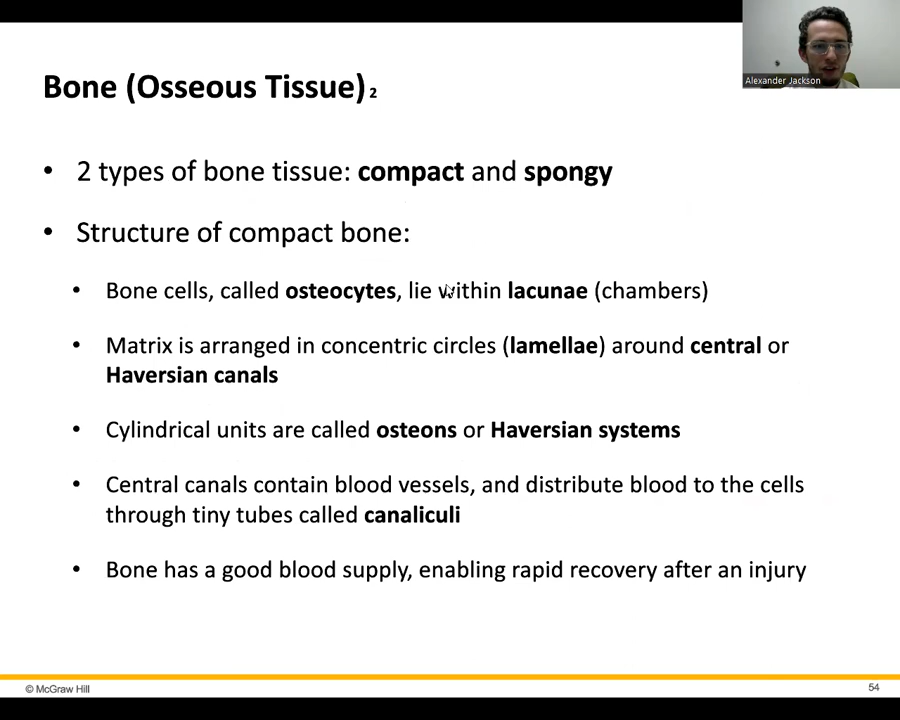 Alexander Jackson
Bone (Osseous Tissue) 2
• 2 types of bone tissue: compact and spongy
• Structure of compact bone:
• Bone cells, called osteocytes, lie within lacunae (chambers)
• Matrix is arranged in concentric circles (lamellae) around central or
Haversian canals
• Cylindrical units are called osteons or Haversian systems
• Central canals contain blood vessels, and distribute blood to the cells
through tiny tubes called canaliculi
• Bone has a good blood supply, enabling rapid recovery after an injury
© McGraw Hill
54